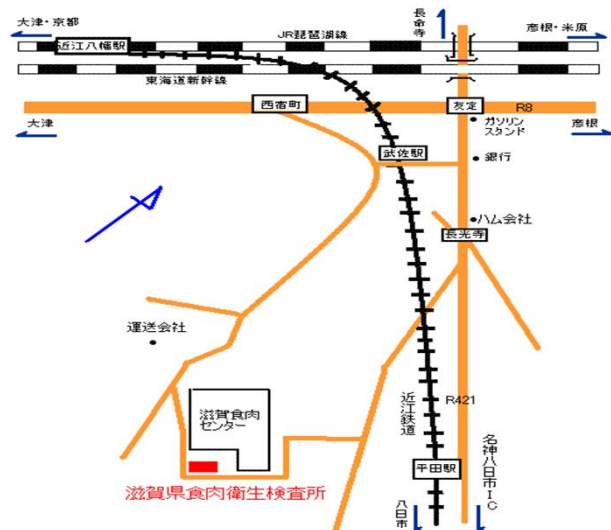 大津・京都
長命寺
彦根・米原
JR琵琶湖線
近江八幡駅
東海道新幹線
西宿町
友定
R8
大津
ガソリン
スタンド
彦根
武佐駅
銀行
ハム会社
長光寺
運送会社
滋賀食肉
センター
近江鉄道
R421
滋賀県食肉衛生検査所
平田駅
名神八日市IC
八日市